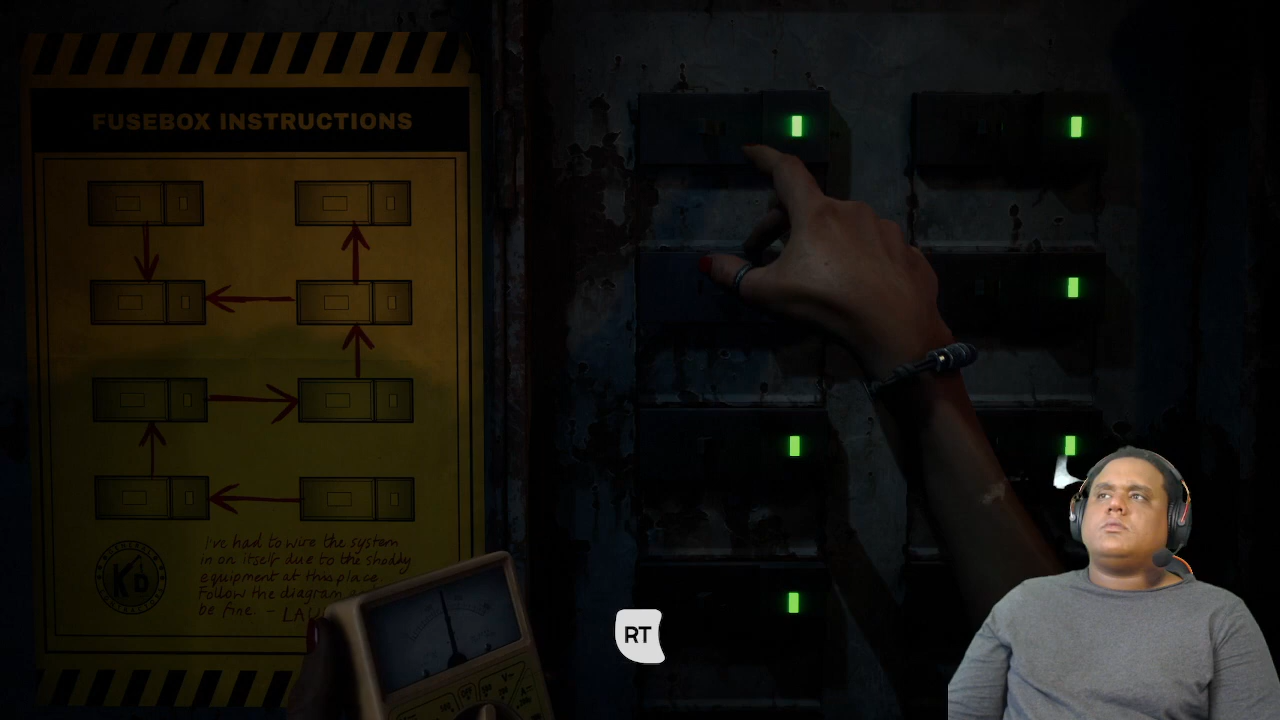 FUSEBOX INSTRUCTIONS
I've had to wire the system
in on itself due to the shoddy
equipment at this place.
Follow the diagram
be fine. - LAU
KD
RT